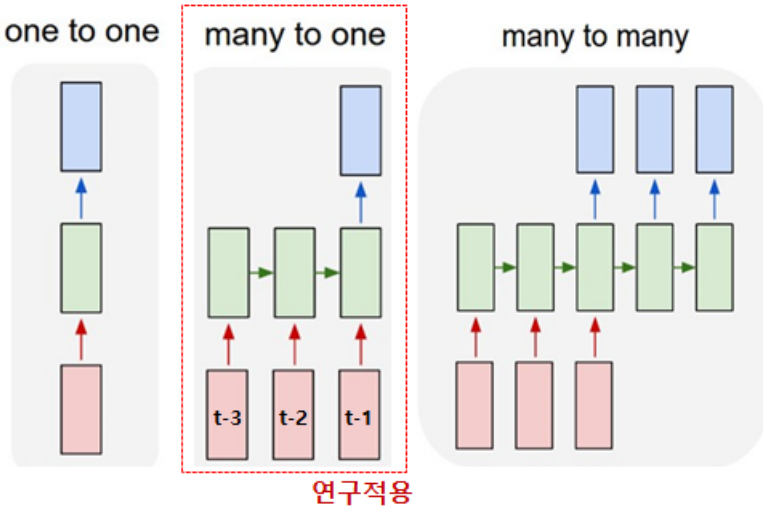 one to one
many to one
many to many
t-3
t-2
t-1
연구적용